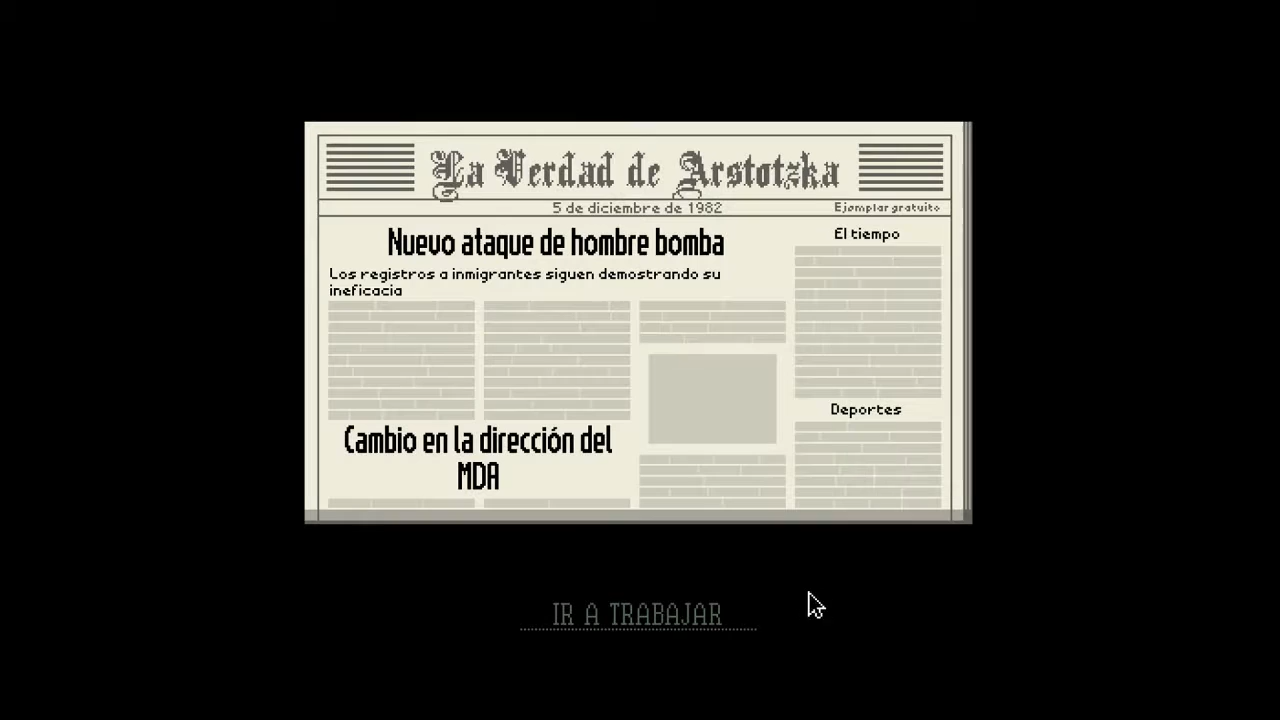 La Verdad de Arstotzka
5 de diciembre de 1982
Ejemplar gratuito
Nuevo ataque de hombre bomba
Los registros a inmigrantes siguen demostrando su
ineficacia
Cambio en la dirección del
MDA
El tiempo
Deportes
IR A TRABAJAR